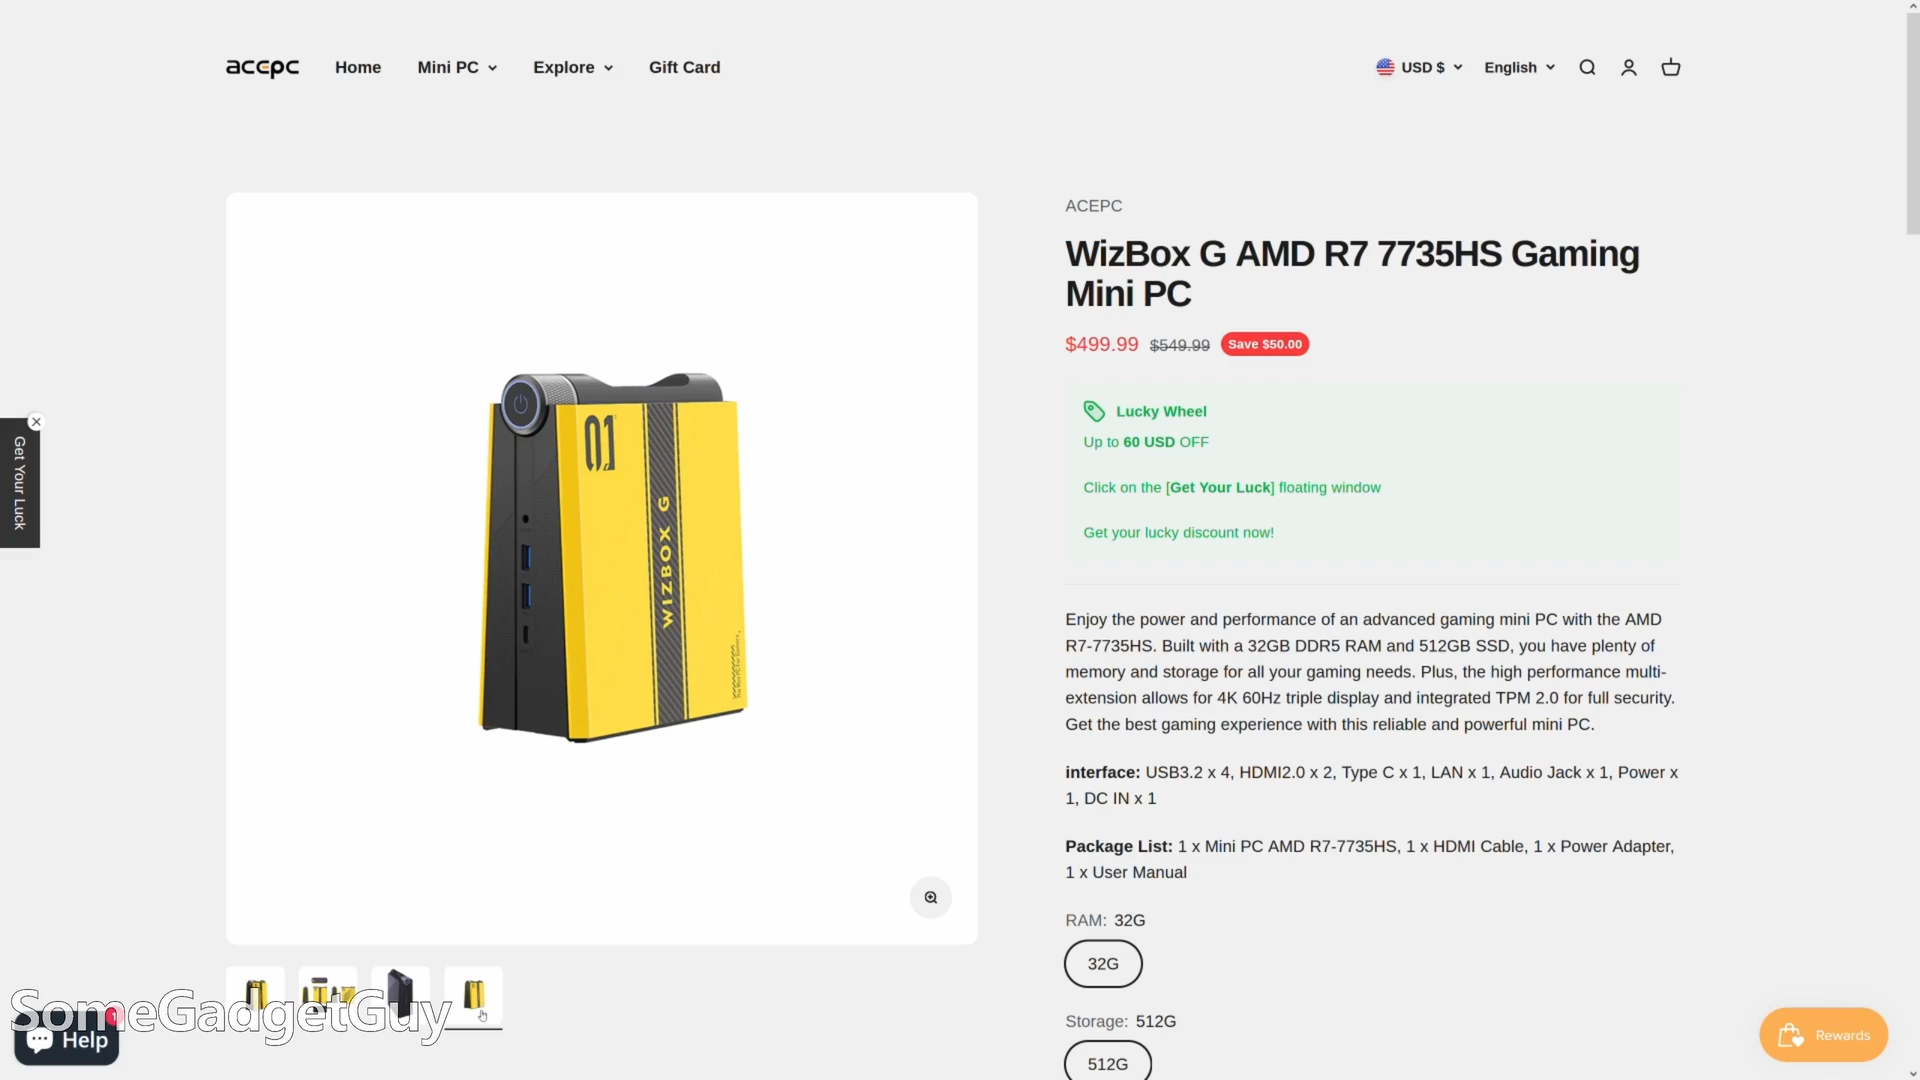 acepc
Home
Mini PC
Explore
Gift Card
USD $
English
ACEPC
WizBox G AMD R7 7735HS Gaming
Mini PC
$499.99 $549.99 Save $50.00
Lucky Wheel
Up to 60 USD OFF
Click on the [Get Your Luck] floating window
Get your lucky discount now!
Get Your Luck
01
WIZBOX G
Enjoy the power and performance of an advanced gaming mini PC with the AMD
R7-7735HS. Built with a 32GB DDR5 RAM and 512GB SSD, you have plenty of
memory and storage for all your gaming needs. Plus, the high performance multi-
extension allows for 4K 60Hz triple display and integrated TPM 2.0 for full security.
Get the best gaming experience with this reliable and powerful mini PC.
interface: USB3.2 x 4, HDMI2.0 x 2, Type C x 1, LAN x 1, Audio Jack x 1, Power x
1, DC IN x 1
Package List: 1 x Mini PC AMD R7-7735HS, 1 x HDMI Cable, 1 x Power Adapter,
1 x User Manual
RAM: 32G
32G
Storage: 512G
512G
SomeGadgetGuy
1
Help
Rewards